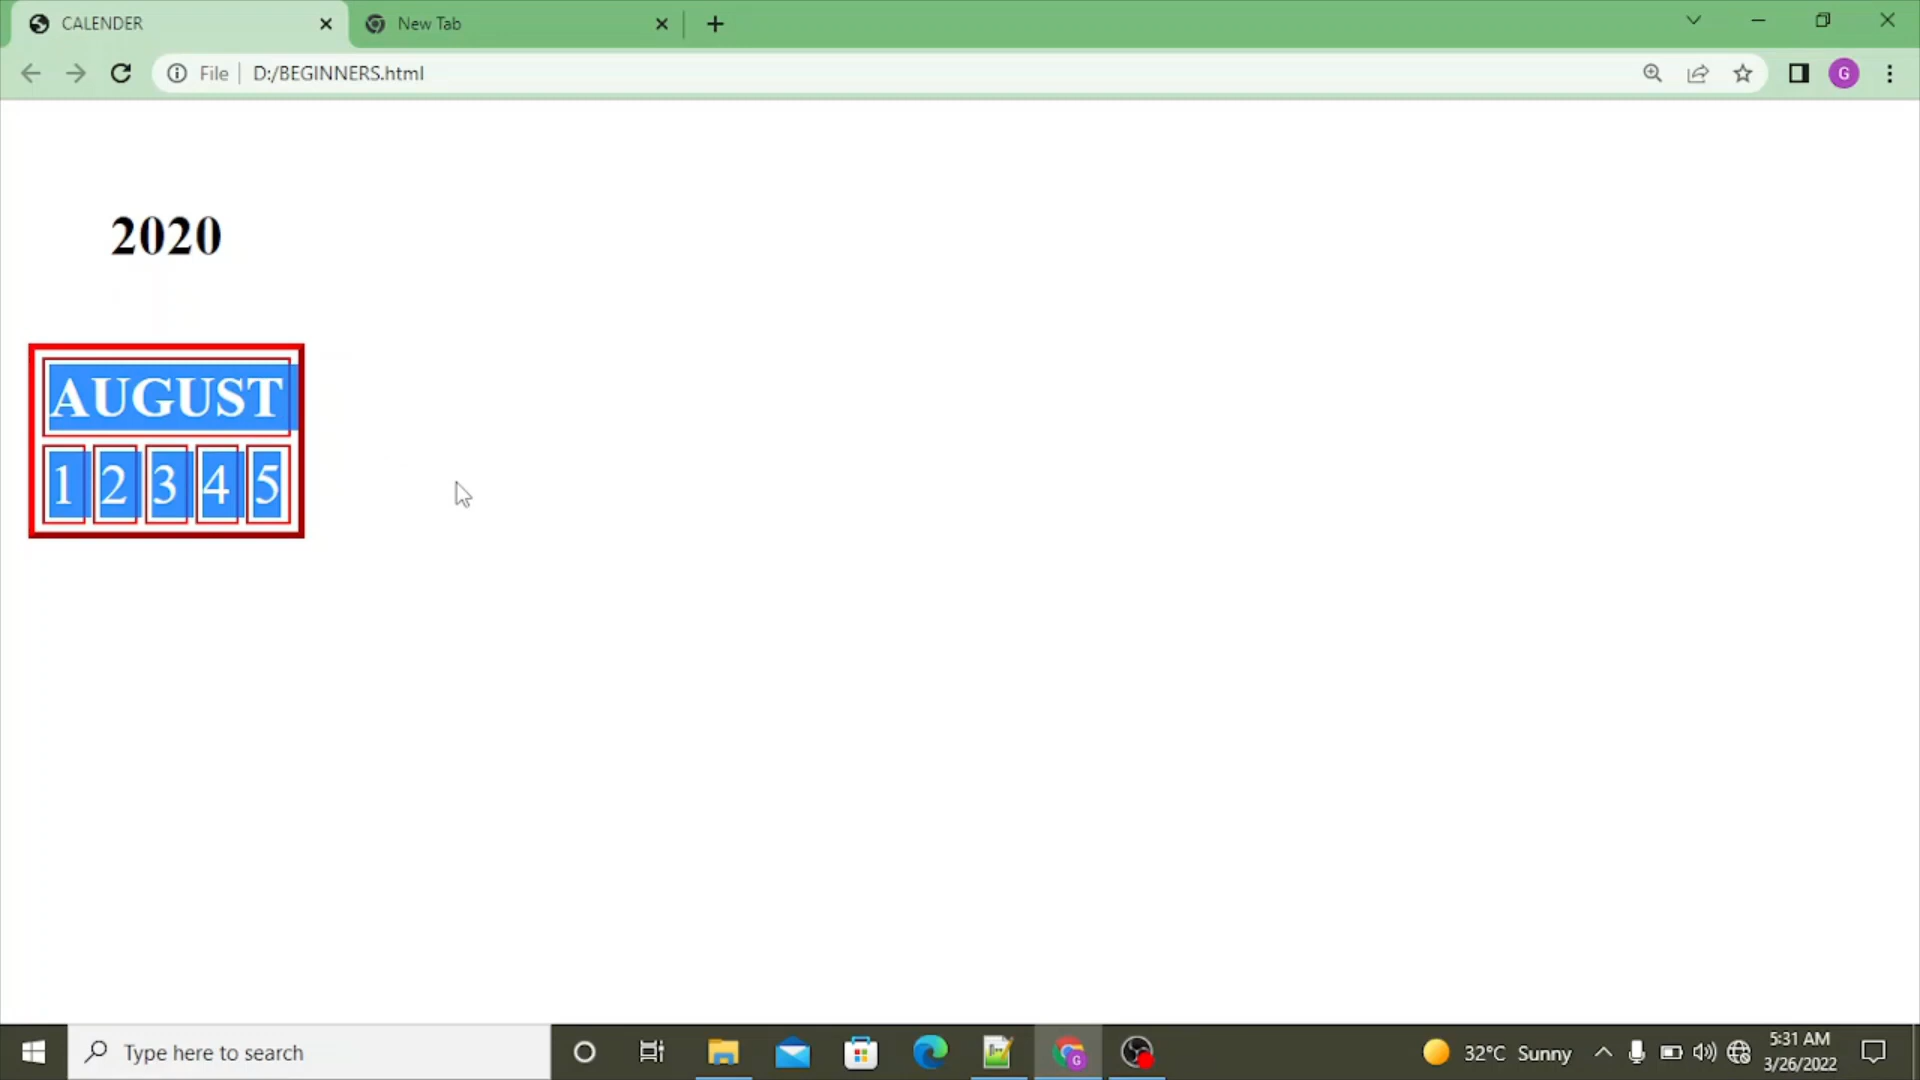 CALENDER
New Tab
File
D:/BEGINNERS.html
G
2020
AUGUST
1 2 3 4 5
Type here to search
G
32°C Sunny
5:31 AM
3/26/2022